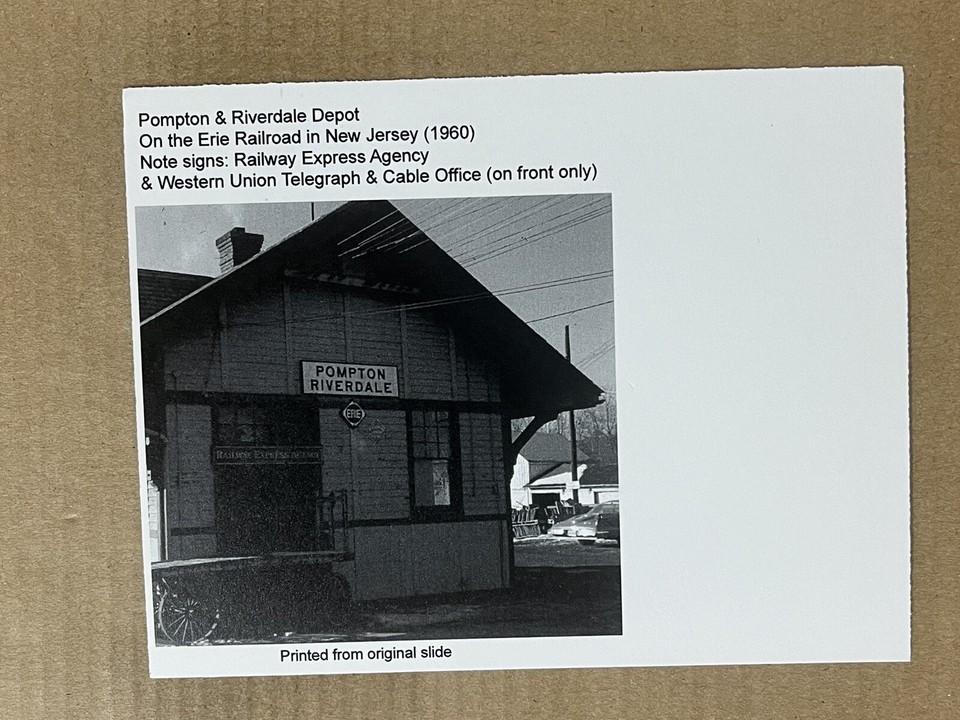 Pompton & Riverdale Depot
On the Erie Railroad in New Jersey (1960)
Note signs: Railway Express Agency
& Western Union Telegraph & Cable Office (on front only)
POMPTON
RIVERDALE
ERIE
RAILWAY EXPRESS AGENCY
Printed from original slide